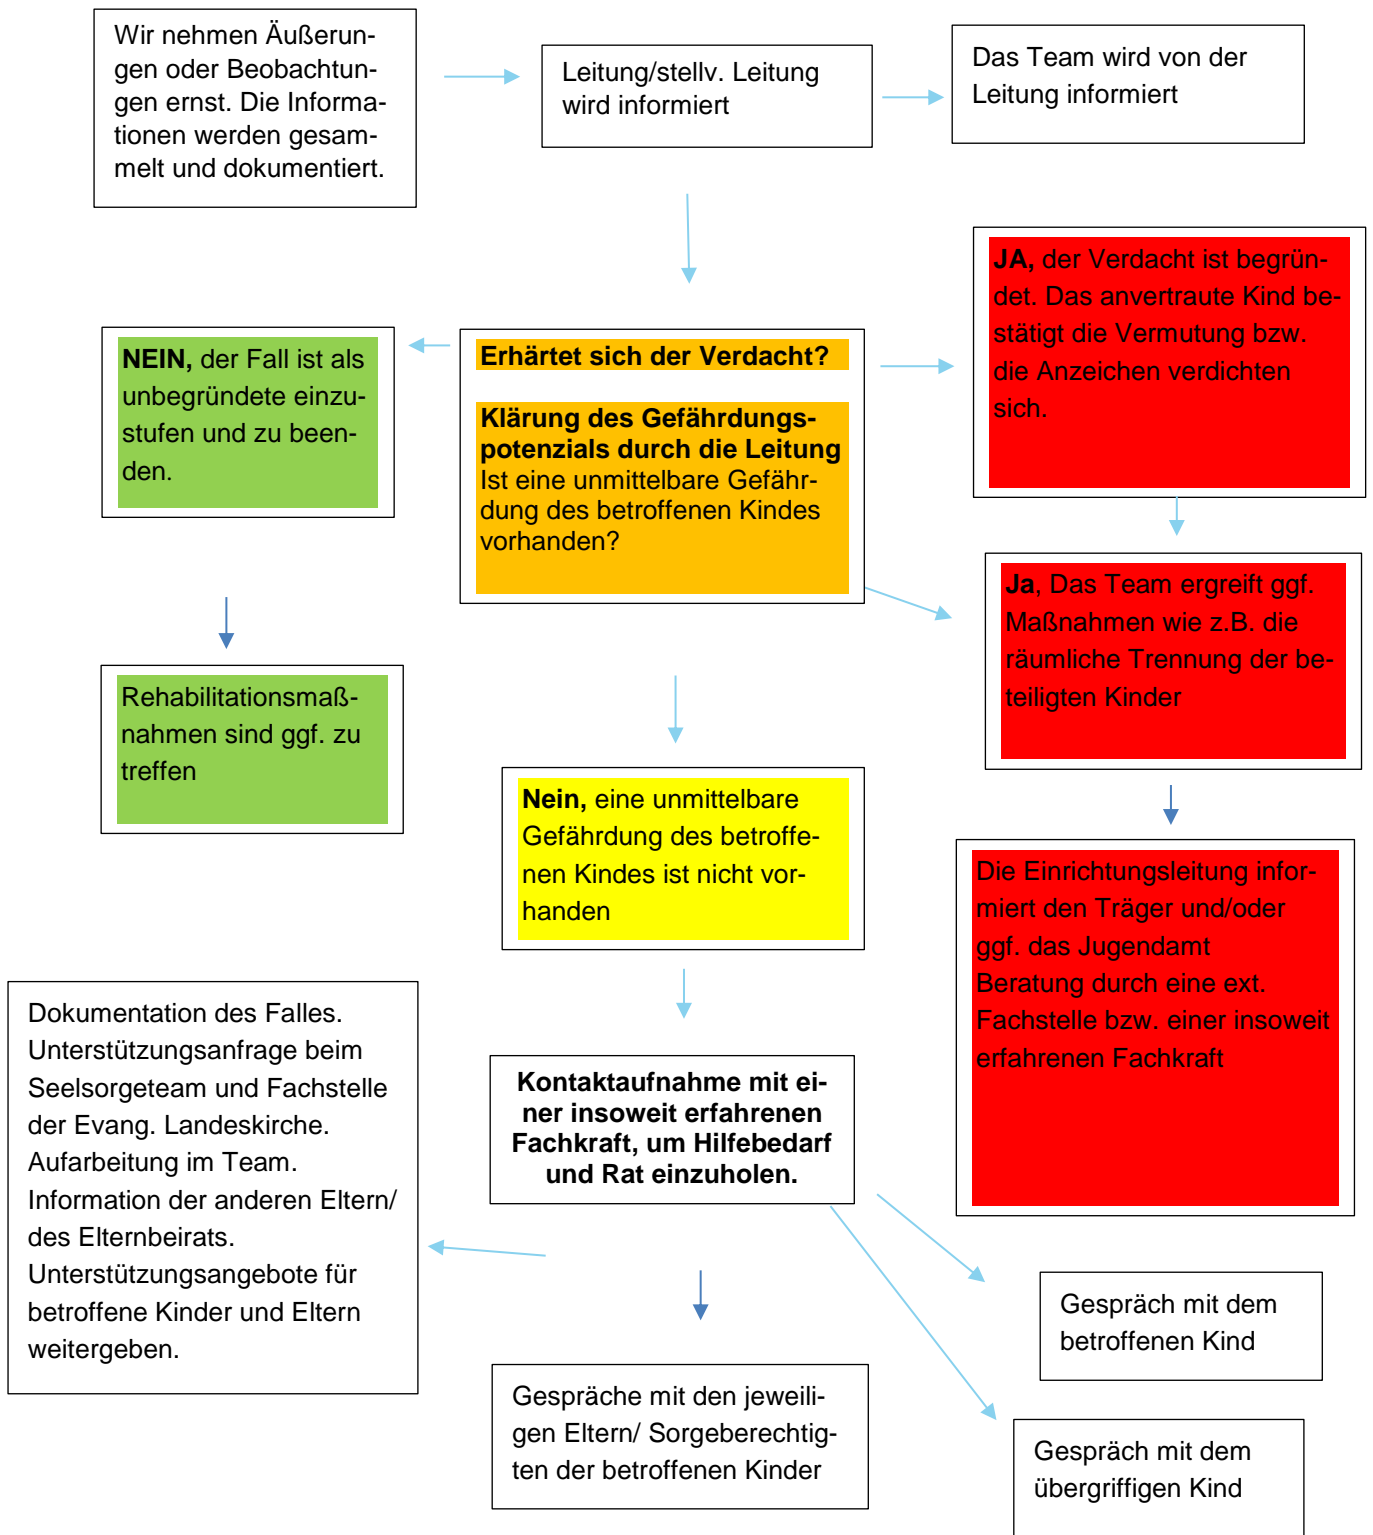 Wir nehmen Äußerun-
gen oder Beobachtun-
gen ernst. Die Informa-
tionen werden gesam-
melt und dokumentiert.
Leitung/stellv. Leitung
wird informiert
Das Team wird von der
Leitung informiert
JA, der Verdacht ist begrün-
det. Das anvertraute Kind be-
stätigt die Vermutung bzw.
die Anzeichen verdichten
sich.
NEIN, der Fall ist als
unbegründete einzu-
stufen und zu been-
den.
Erhärtet sich der Verdacht?
Klärung des Gefährdungs-
potenzials durch die Leitung
Ist eine unmittelbare Gefähr-
dung des betroffenen Kindes
vorhanden?
Ja, Das Team ergreift ggf.
Maßnahmen wie z.B. die
räumliche Trennung der be-
teiligten Kinder
Rehabilitationsmaß-
nahmen sind ggf. zu
treffen
Nein, eine unmittelbare
Gefährdung des betroffe-
nen Kindes ist nicht vor-
handen
Die Einrichtungsleitung infor-
miert den Träger und/oder
ggf. das Jugendamt
Beratung durch eine ext.
Fachstelle bzw. einer insoweit
erfahrenen Fachkraft
Dokumentation des Falles.
Unterstützungsanfrage beim
Seelsorgeteam und Fachstelle
der Evang. Landeskirche.
Aufarbeitung im Team.
Information der anderen Eltern/
des Elternbeirats.
Unterstützungsangebote für
betroffene Kinder und Eltern
weitergeben.
Kontaktaufnahme mit ei-
ner insoweit erfahrenen
Fachkraft, um Hilfebedarf
und Rat einzuholen.
Gespräch mit dem
betroffenen Kind
Gespräche mit den jeweili-
gen Eltern/ Sorgeberechtig-
ten der betroffenen Kinder
Gespräch mit dem
übergriffigen Kind